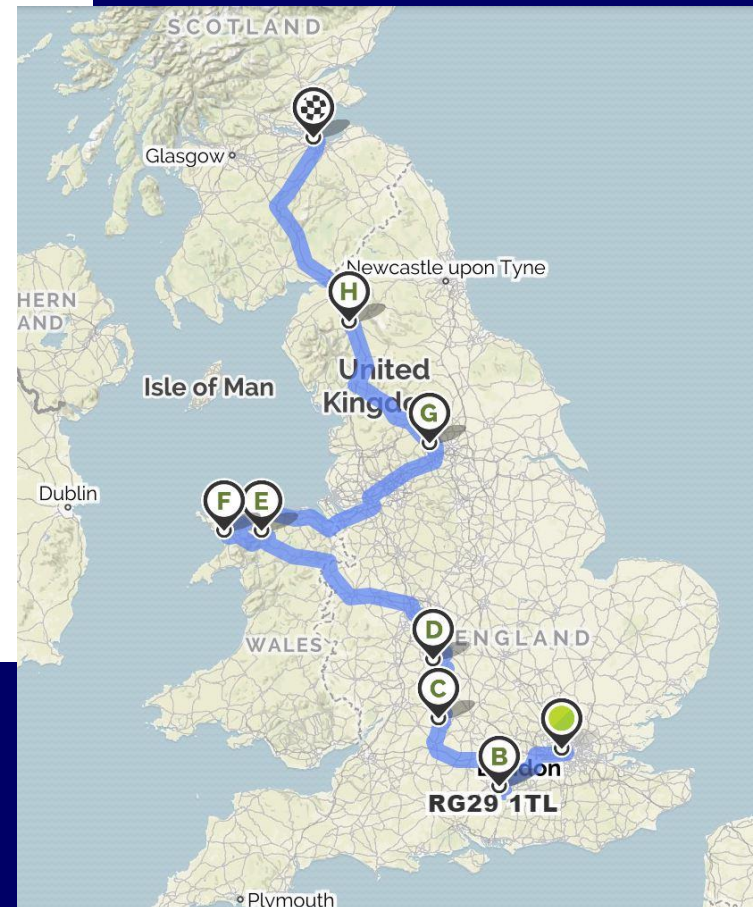 SCOTLAND
Glasgow
Newcastle upon Tyne
H
HERN
AND
United
Kingdo
Isle of Man
G
Dublin
F
E
D
ENGLAND
WALES
C
B
don
RG29 1TL
Plymouth